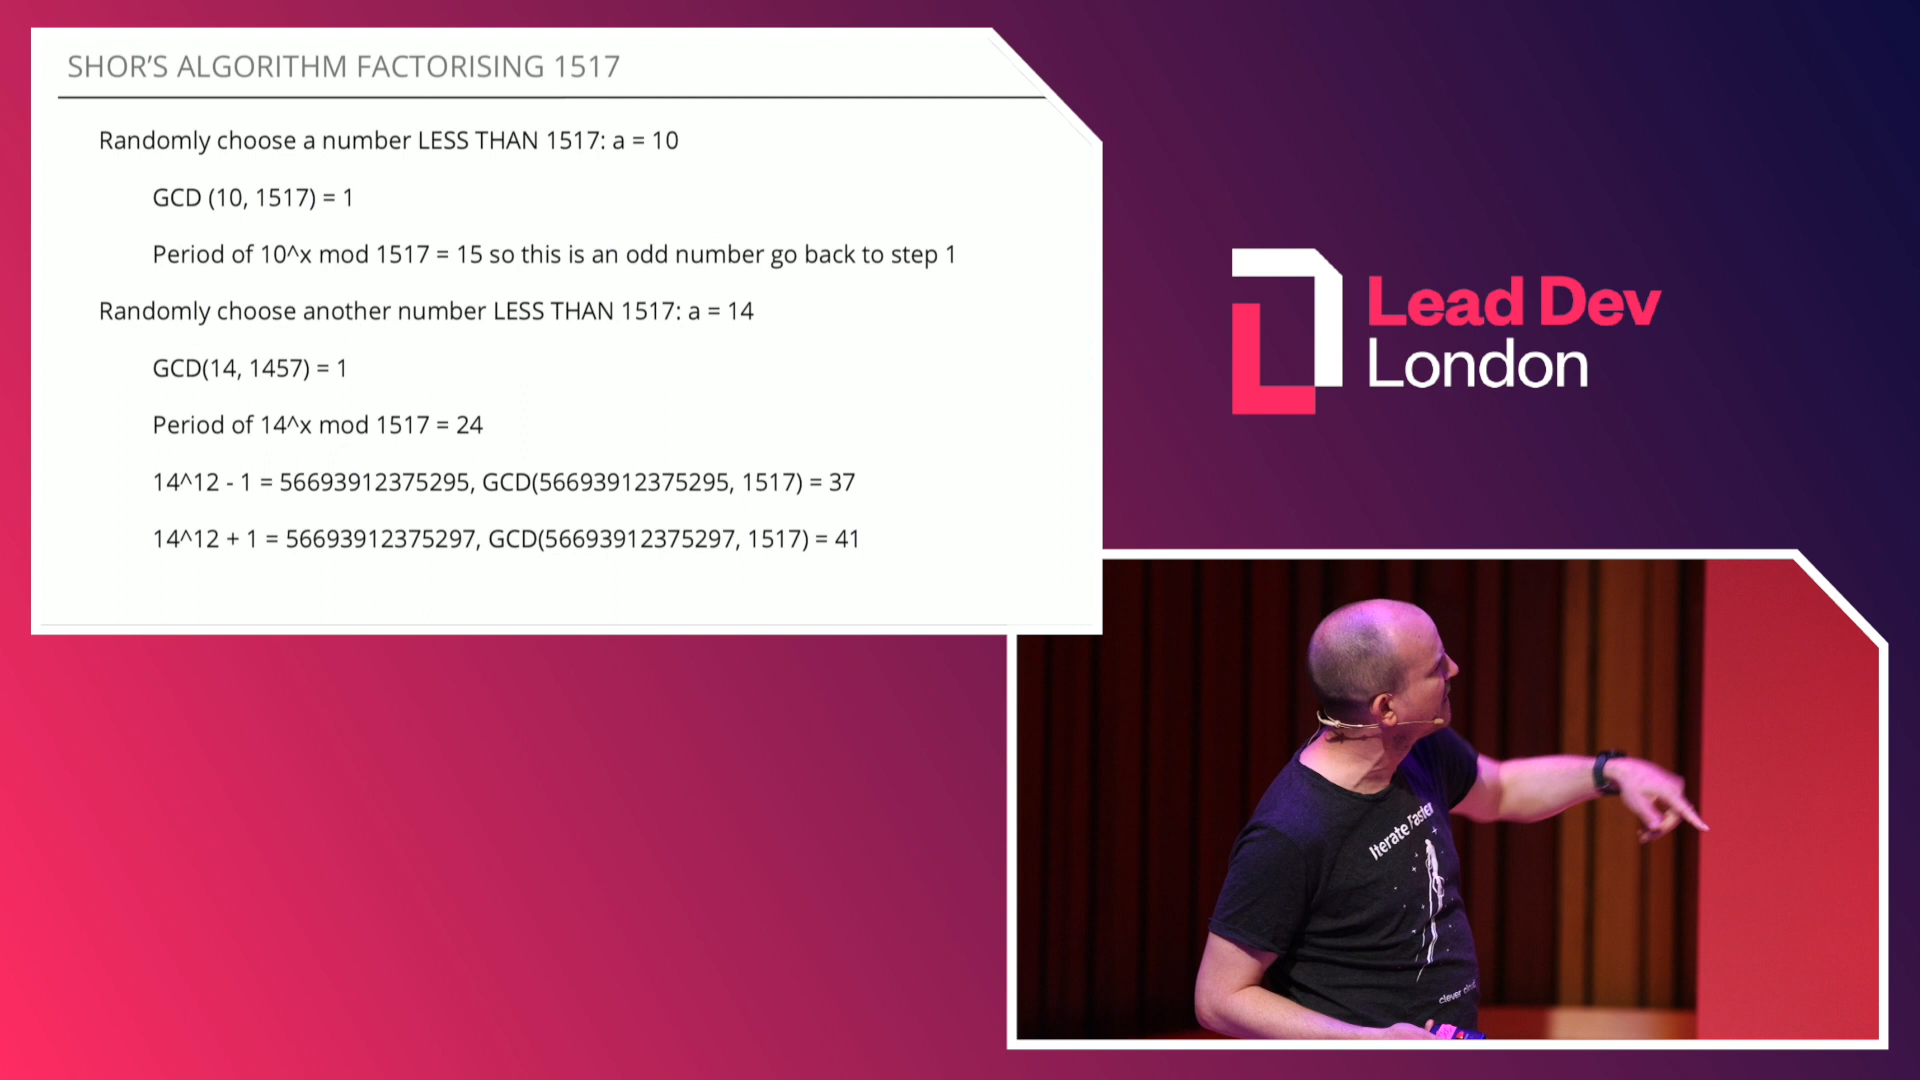 SHOR'S ALGORITHM FACTORISING 1517
Randomly choose a number LESS THAN 1517: a = 10
GCD (10, 1517) = 1
Period of 10^x mod 1517 = 15 so this is an odd number go back to step 1
Randomly choose another number LESS THAN 1517: a = 14
GCD(14, 1457) = 1
Period of 14^x mod 1517 = 24
14^12 - 1 = 56693912375295, GCD(56693912375295, 1517) = 37
14^12 + 1 = 56693912375297, GCD(56693912375297, 1517) = 41
Lead Dev
London
Iterate Faster
clever cloud